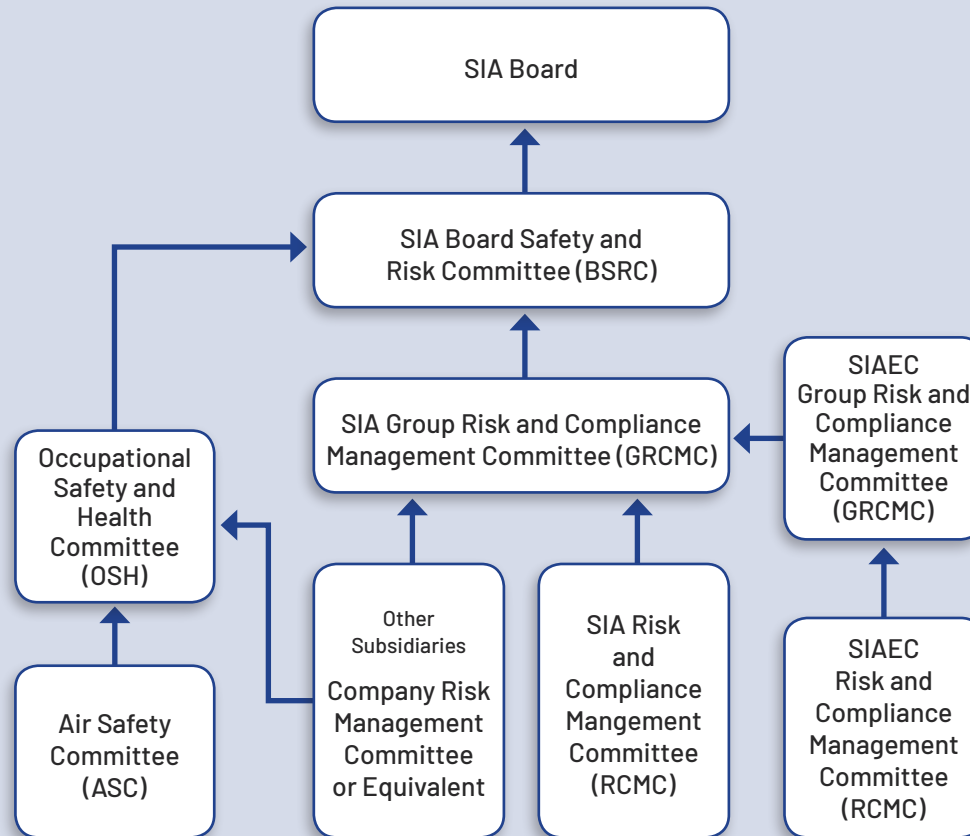 SIA Board
SIA Board Safety and
Risk Committee (BSRC)
SIA Group Risk and Compliance
Management Committee (GRCMC)
SIAEC
Group Risk and
Compliance
Management
Committee
(GRCMC)
Occupational
Safety and
Health
Committee
(OSH)
Air Safety
Committee
(ASC)
Other
Subsidiaries
Company Risk
Management
Committee
or Equivalent
SIA Risk
and
Compliance
Mangement
Committee
(RCMC)
SIAEC
Risk and
Compliance
Management
Committee
(RCMC)